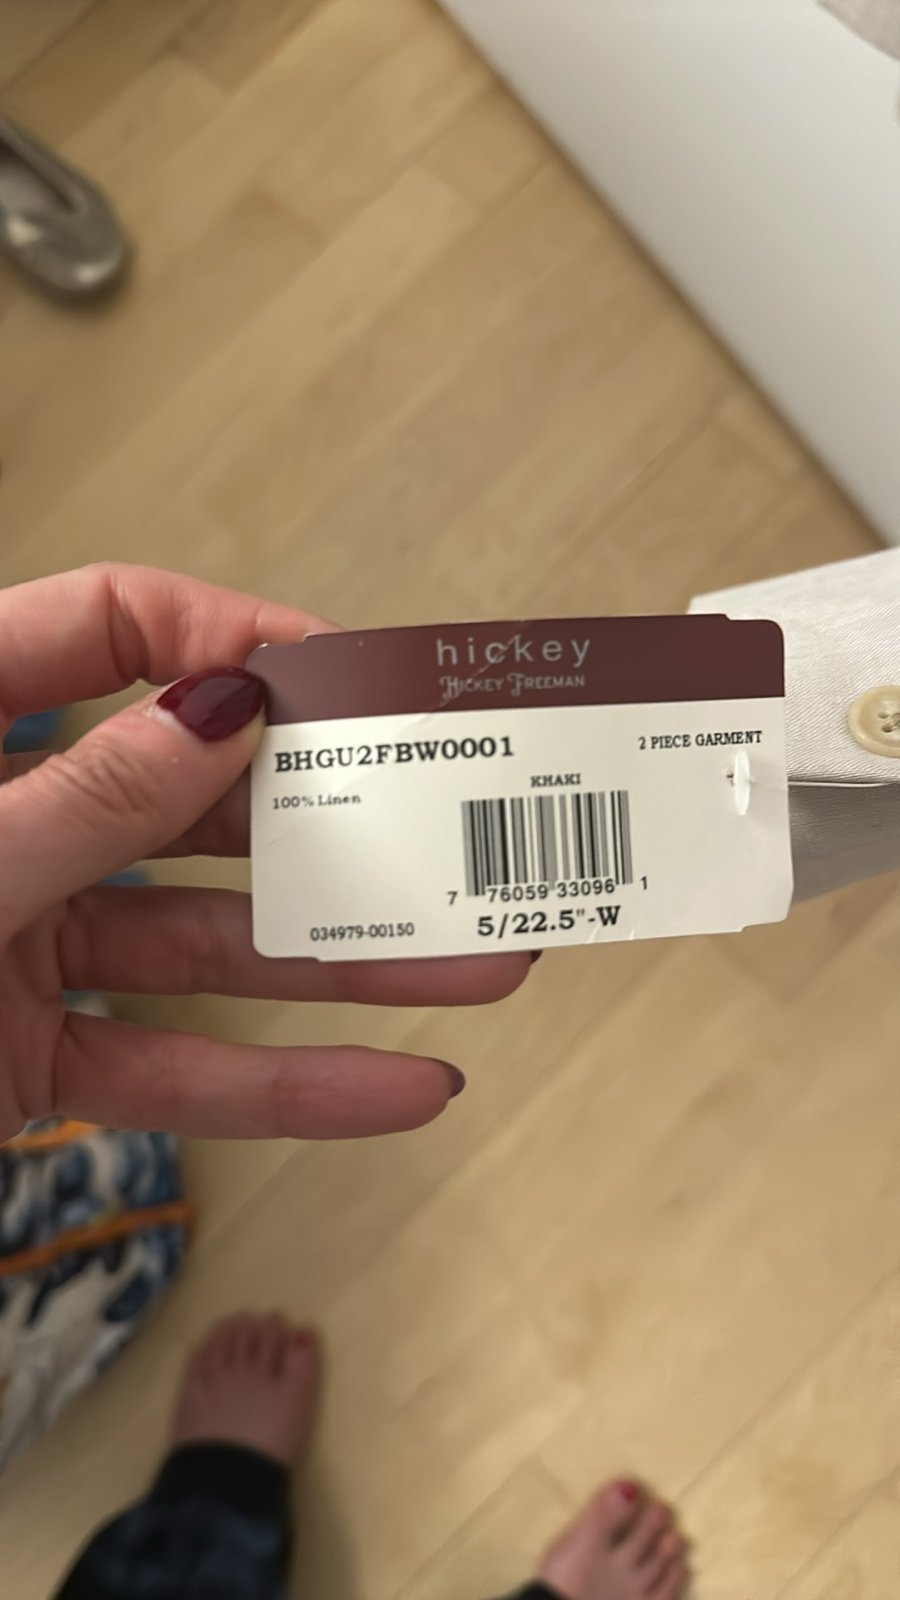 hickey
HICKEY FREEMAN
BHGU2FBW0001
2 PIECE GARMENT
KHAKI
100% Linen
7 76059 33096 1
034979-00150
5/22.5"-W